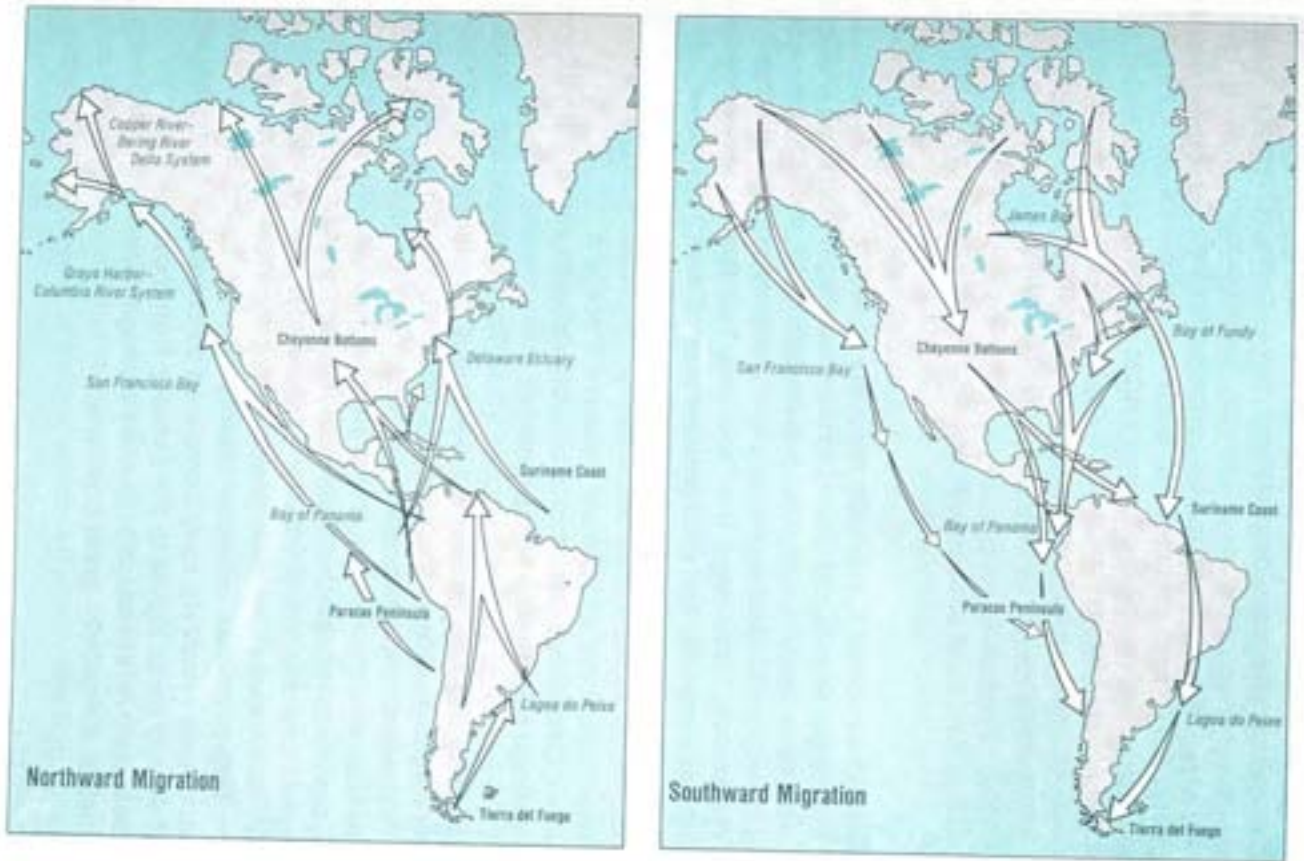 Copper River-
Bering River
Delta System
Grays Harbor-
Columbia River System
Cheyenne Bottoms
Delaware Estuary
San Francisco Bay
Suriname Coast
Bay of Panama
Paracas Peninsula
Lagoa do Peixe
Northward Migration
Tierra del Fuego
James Bay
Bay of Fundy
Cheyenne Bottoms
San Francisco Bay
Suriname Coast
Bay of Panama
Paracas Peninsula
Lagoa do Peixe
Southward Migration
Tierra del Fuego